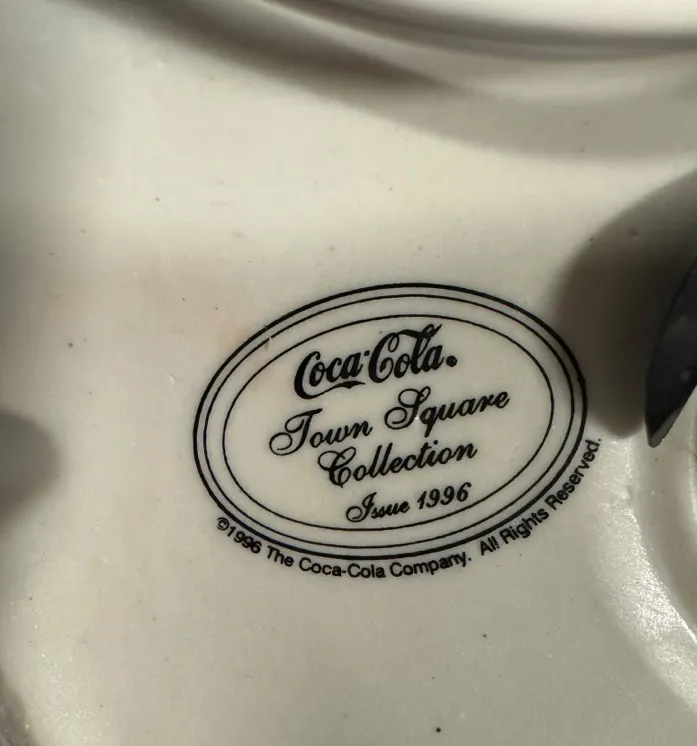 Coca-Cola.
Town Square
Collection
Issue 1996
©1996 The Coca-Cola Company. All Rights Reserved.